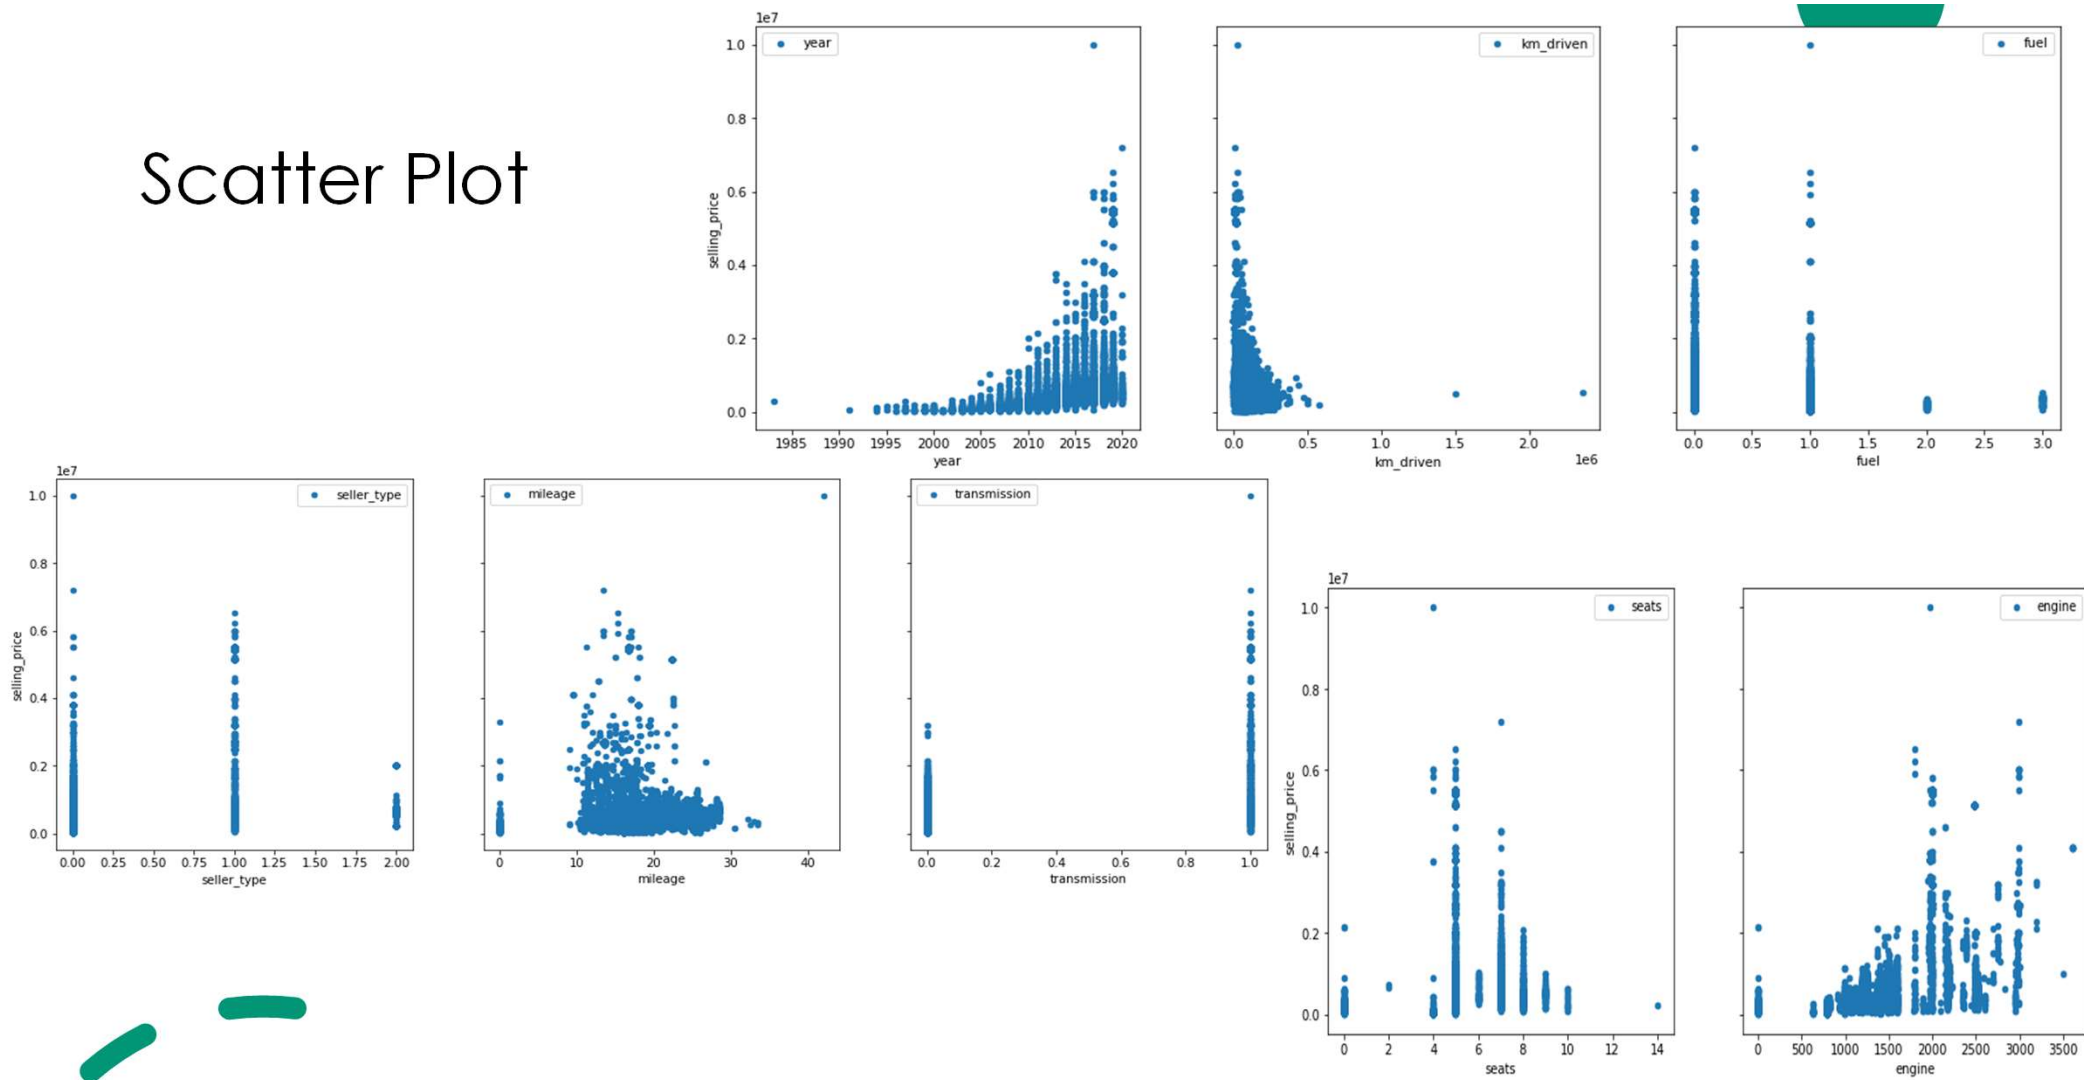 Scatter Plot
1e7
year
selling_price
1.0
0.8
0.6
0.4
0.2
0.0
1985 1990 1995 2000 2005 2010 2015 2020
year
km_driven
0.0 0.5 1.0 1.5 2.0
1e6
km_driven
fuel
0.0 0.5 1.0 1.5 2.0 2.5 3.0
fuel
1e7
seller_type
selling_price
1.0
0.8
0.6
0.4
0.2
0.0
0.00 0.25 0.50 0.75 1.00 1.25 1.50 1.75 2.00
seller_type
mileage
0 10 20 30 40
mileage
transmission
0.0 0.2 0.4 0.6 0.8 1.0
transmission
1e7
seats
selling_price
1.0
0.8
0.6
0.4
0.2
0.0
0 2 4 6 8 10 12 14
seats
engine
0 500 1000 1500 2000 2500 3000 3500
engine